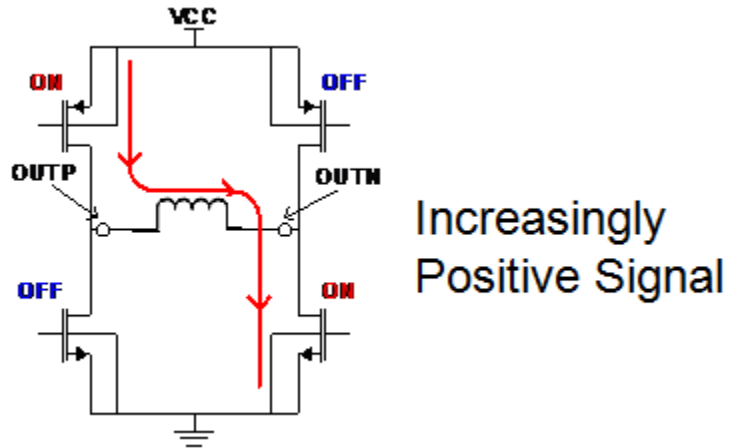 VCC
ON
OFF
OUTP
OUTN
Increasingly
Positive Signal
OFF
ON